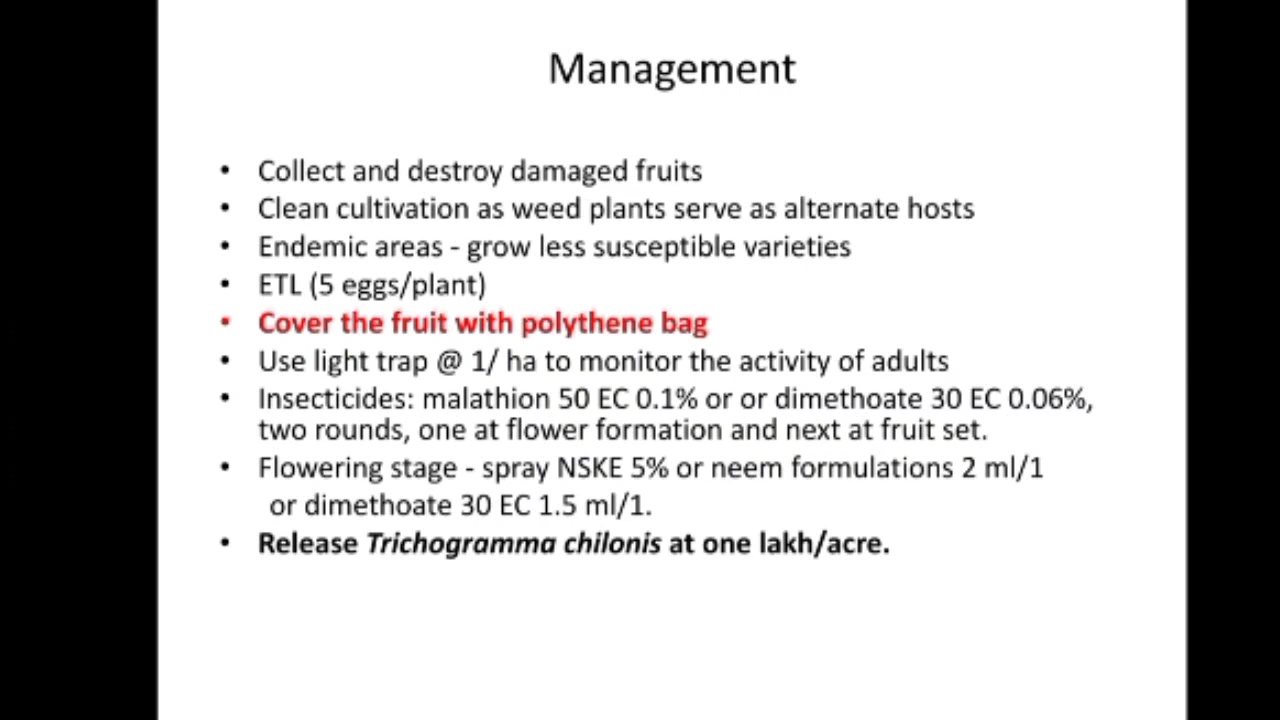 Management
• Collect and destroy damaged fruits
• Clean cultivation as weed plants serve as alternate hosts
• Endemic areas - grow less susceptible varieties
• ETL (5 eggs/plant)
• Cover the fruit with polythene bag
• Use light trap @ 1/ ha to monitor the activity of adults
• Insecticides: malathion 50 EC 0.1% or or dimethoate 30 EC 0.06%,
two rounds, one at flower formation and next at fruit set.
• Flowering stage - spray NSKE 5% or neem formulations 2 ml/1
or dimethoate 30 EC 1.5 ml/1.
• Release Trichogramma chilonis at one lakh/acre.